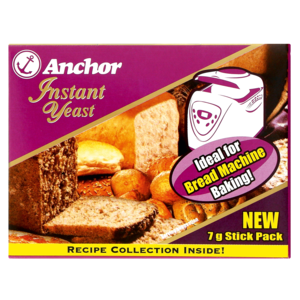 Anchor
Instant
Yeast
Ideal for
Bread Machine
Baking!
NEW
7 g Stick Pack
RECIPE COLLECTION INSIDE!